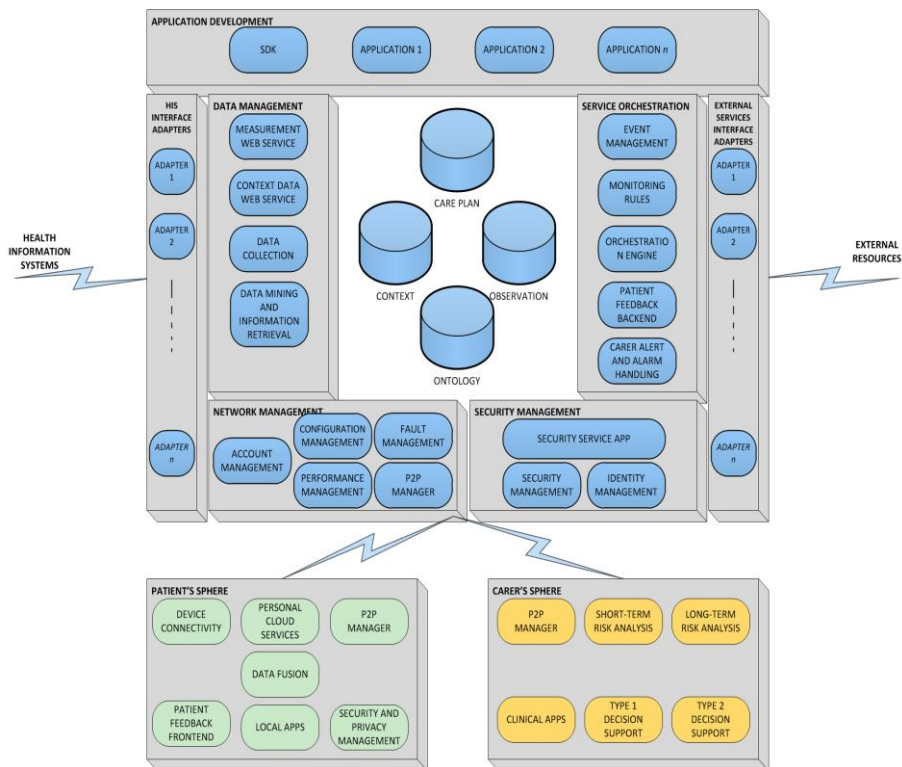 APPLICATION DEVELOPMENT
SDK
APPLICATION 1
APPLICATION 2
APPLICATION n
HIS
INTERFACE
ADAPTERS
ADAPTER
1
ADAPTER
2
ADAPTER
n
DATA MANAGEMENT
MEASUREMENT
WEB SERVICE
CONTEXT DATA
WEB SERVICE
DATA
COLLECTION
DATA MINING
AND
INFORMATION
RETRIEVAL
CARE PLAN
CONTEXT
OBSERVATION
ONTOLOGY
SERVICE ORCHESTRATION
EVENT
MANAGEMENT
MONITORING
RULES
ORCHESTRATIO
N ENGINE
PATIENT
FEEDBACK
BACKEND
CARER ALERT
AND ALARM
HANDLING
EXTERNAL
SERVICES
INTERFACE
ADAPTERS
ADAPTER
1
ADAPTER
2
ADAPTER
n
HEALTH
INFORMATION
SYSTEMS
EXTERNAL
RESOURCES
NETWORK MANAGEMENT
ACCOUNT
MANAGEMENT
CONFIGURATION
MANAGEMENT
FAULT
MANAGEMENT
PERFORMANCE
MANAGEMENT
P2P
MANAGER
SECURITY MANAGEMENT
SECURITY SERVICE APP
SECURITY
MANAGEMENT
IDENTITY
MANAGEMENT
PATIENT'S SPHERE
DEVICE
CONNECTIVITY
PERSONAL
CLOUD
SERVICES
P2P
MANAGER
DATA FUSION
PATIENT
FEEDBACK
FRONTEND
LOCAL APPS
SECURITY AND
PRIVACY
MANAGEMENT
CARER'S SPHERE
P2P
MANAGER
SHORT-TERM
RISK ANALYSIS
LONG-TERM
RISK ANALYSIS
CLINICAL APPS
TYPE 1
DECISION
SUPPORT
TYPE 2
DECISION
SUPPORT